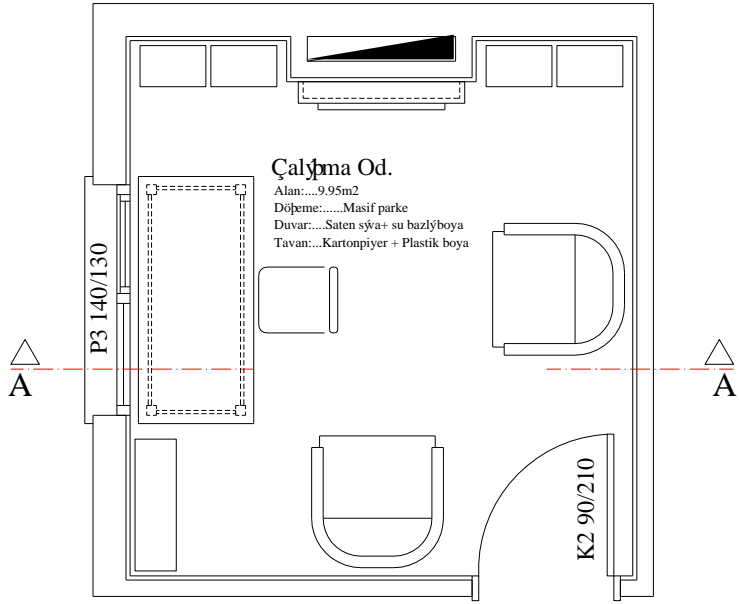 Çalýþma Od.
Alan:....9.95m2
Döþeme:......Masif parke
Duvar:....Saten sýva+ su bazlýboya
Tavan:...Kartonpiyer + Plastik boya
P3 140/130
A
A
K2 90/210